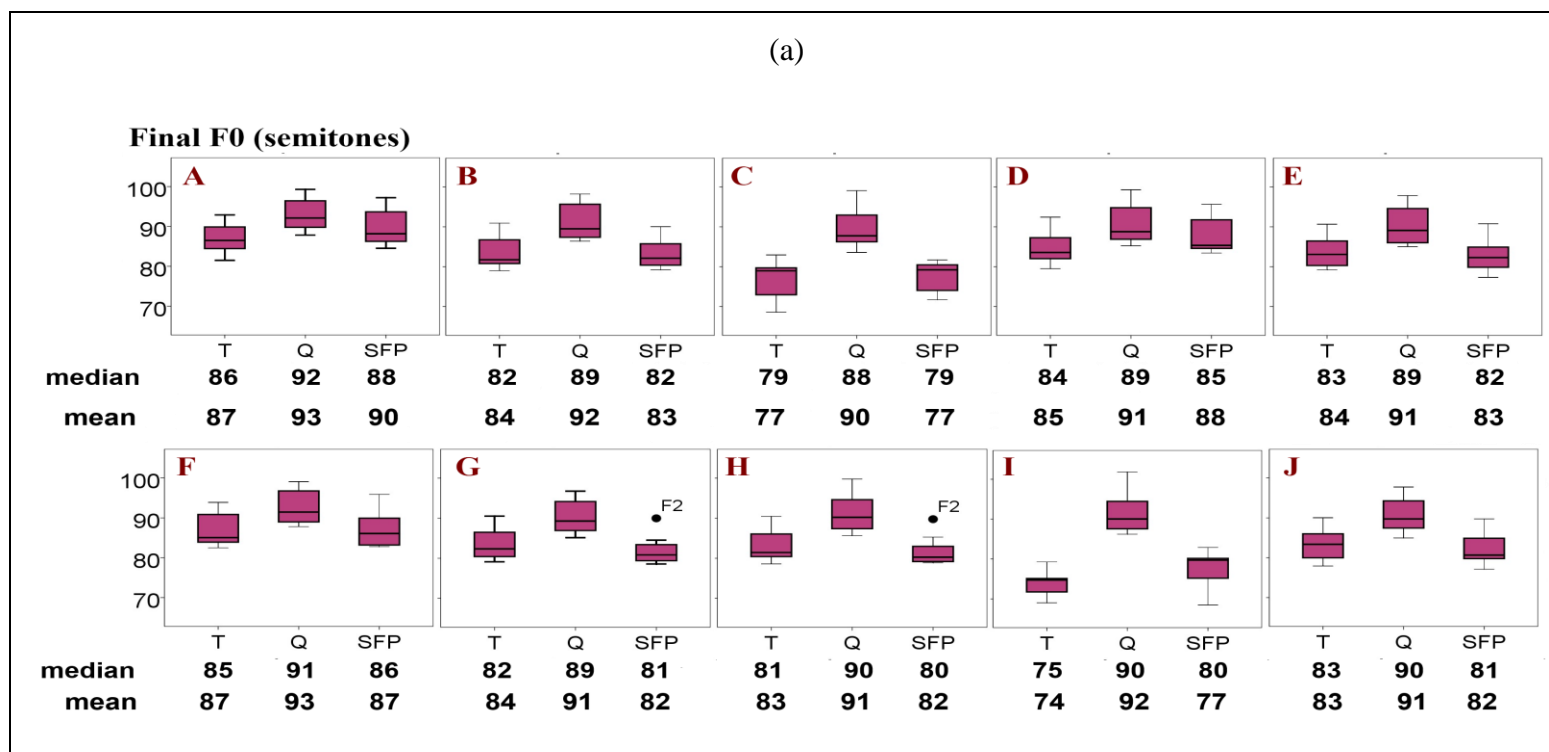 (a)
Final F0 (semitones)
A B C D E
100
90
80
70
T Q SFP T Q SFP T Q SFP T Q SFP T Q SFP
median 86 92 88 82 89 82 79 88 79 84 89 85 83 89 82
mean 87 93 90 84 92 83 77 90 77 85 91 88 84 91 83
F G H I J
100
90 F2 F2
80
70
T Q SFP T Q SFP T Q SFP T Q SFP T Q SFP
median 85 91 86 82 89 81 81 90 80 75 90 80 83 90 81
mean 87 93 87 84 91 82 83 91 82 74 92 77 83 91 82